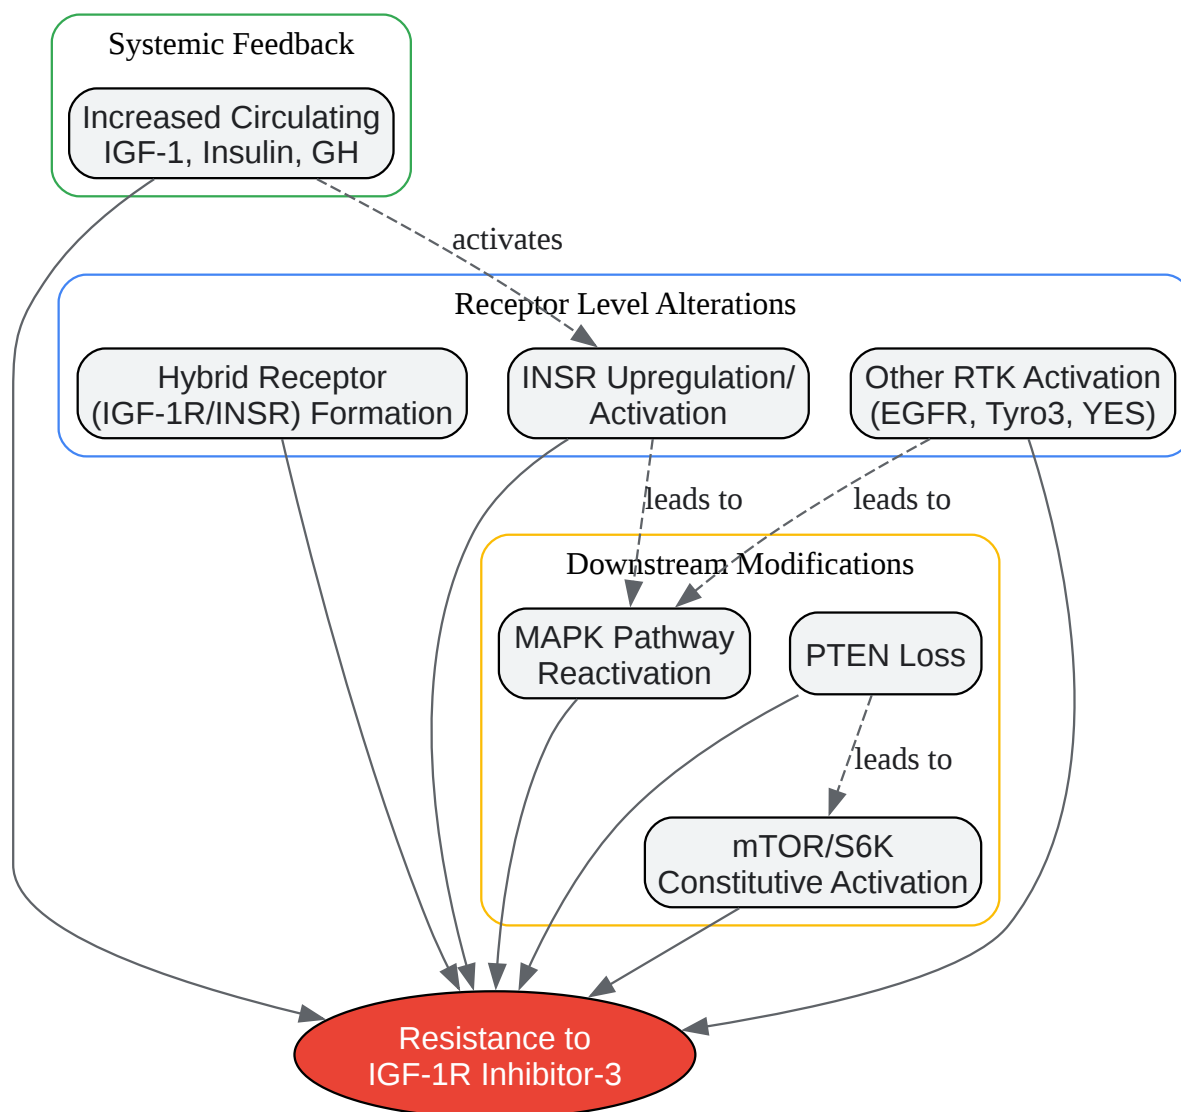 Systemic Feedback
Increased Circulating
IGF-1, Insulin, GH
activates
Receptor Level Alterations
Hybrid Receptor
(IGF-1R/INSR) Formation
INSR Upregulation/
Activation
Other RTK Activation
(EGFR, Tyro3, YES)
leads to
leads to
Downstream Modifications
MAPK Pathway
Reactivation
PTEN Loss
leads to
mTOR/S6K
Constitutive Activation
Resistance to
IGF-1R Inhibitor-3